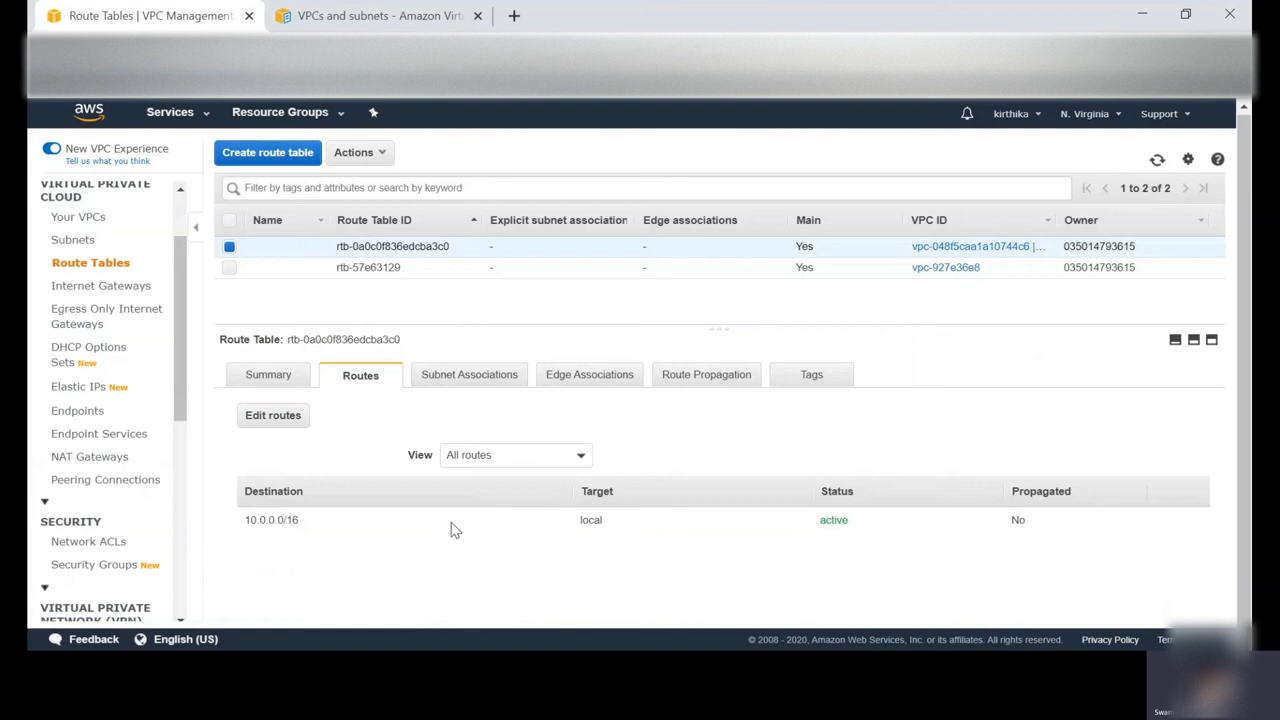 Route Tables | VPC Management
VPCs and subnets - Amazon Virt
aws
Services
Resource Groups
kirthika
N. Virginia
Support
New VPC Experience
Tell us what you think
VIRTUAL PRIVATE
CLOUD
Your VPCs
Subnets
Route Tables
Internet Gateways
Egress Only Internet
Gateways
DHCP Options
Sets New
Elastic IPs New
Endpoints
Endpoint Services
NAT Gateways
Peering Connections
SECURITY
Network ACLs
Security Groups New
VIRTUAL PRIVATE
NETWORK (VPN)
Create route table
Actions
Filter by tags and attributes or search by keyword
1 to 2 of 2
Name Route Table ID Explicit subnet association Edge associations Main VPC ID Owner
rtb-0a0c0f836edcba3c0 - - Yes vpc-048f5caa1a10744c6 |... 035014793615
rtb-57e63129 - - Yes vpc-927e36e8 035014793615
Route Table: rtb-0a0c0f836edcba3c0
Summary
Routes
Subnet Associations
Edge Associations
Route Propagation
Tags
Edit routes
View All routes
Destination Target Status Propagated
10.0.0.0/16 local active No
Feedback
English (US)
© 2008 - 2020, Amazon Web Services, Inc. or its affiliates. All rights reserved.
Privacy Policy